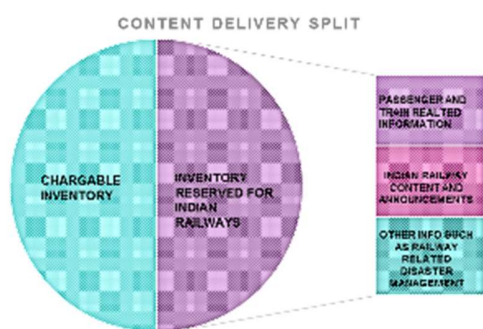 CONTENT DELIVERY SPLIT
CHARGABLE
INVENTORY
INVENTORY
RESERVED FOR
INDIAN
RAILWAYS
PASSENGER AND
TRAIN REALTED
INFORMATION
INDIAN RAILWAY
CONTENT AND
ANNOUNCEMENTS
OTHER INFO SUCH
AS RAILWAY
RELATED
DISASTER
MANAGEMENT